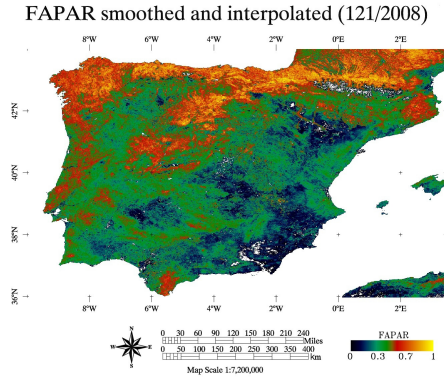 FAPAR smoothed and interpolated (121/2008)
8°W 6°W 4°W 2°W 0°E 2°E
42°N
40°N
38°N
36°N
8°W 6°W 4°W 2°W 0°E 2°E
N
W E
S
0 30 60 90 120 150 180 210 240
Miles
0 50 100 150 200 250 300 350 400
km
Map Scale 1:7,200,000
FAPAR
0 0.3 0.7 1